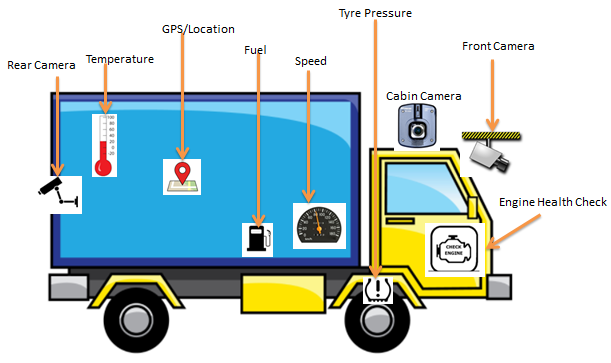 Tyre Pressure
GPS/Location
Fuel
Front Camera
Rear Camera
Temperature
Speed
Cabin Camera
Engine Health Check
CHECK
ENGINE